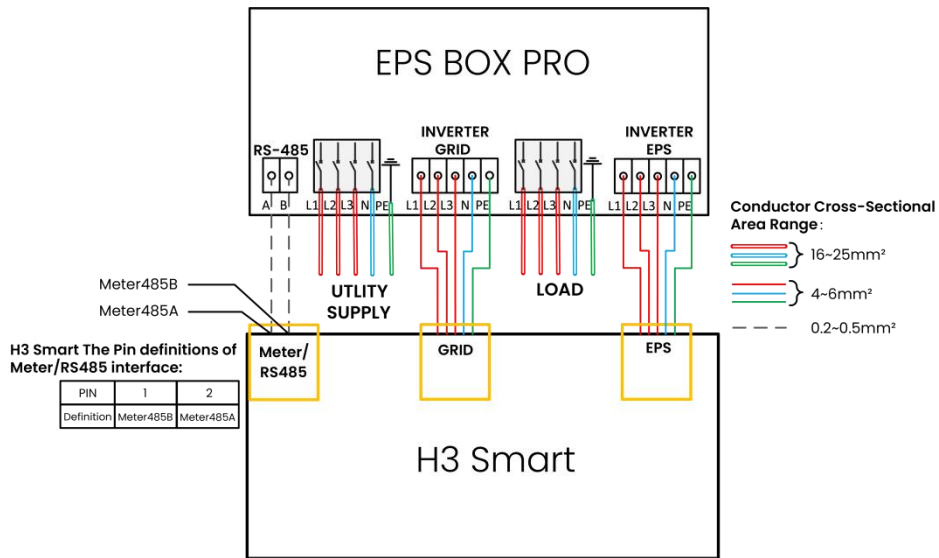 EPS BOX PRO
RS-485
INVERTER
GRID
INVERTER
EPS
A B
L1 L2 L3 N PE
L1 L2 L3 N PE
L1 L2 L3 N PE
L1 L2 L3 N PE
UTLITY
SUPPLY
LOAD
Conductor Cross-Sectional
Area Range:
16~25mm²
4~6mm²
0.2~0.5mm²
Meter485B
Meter485A
H3 Smart The Pin definitions of
Meter/RS485 interface:
PIN 1 2
Definition Meter485B Meter485A
Meter/
RS485
GRID
EPS
H3 Smart